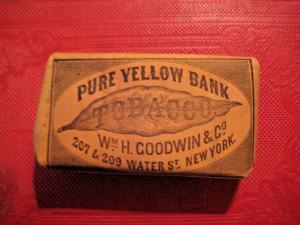 PURE YELLOW BANK
TOBACCO
WM H. GOODWIN & CO
207 & 209 WATER ST. NEW YORK.